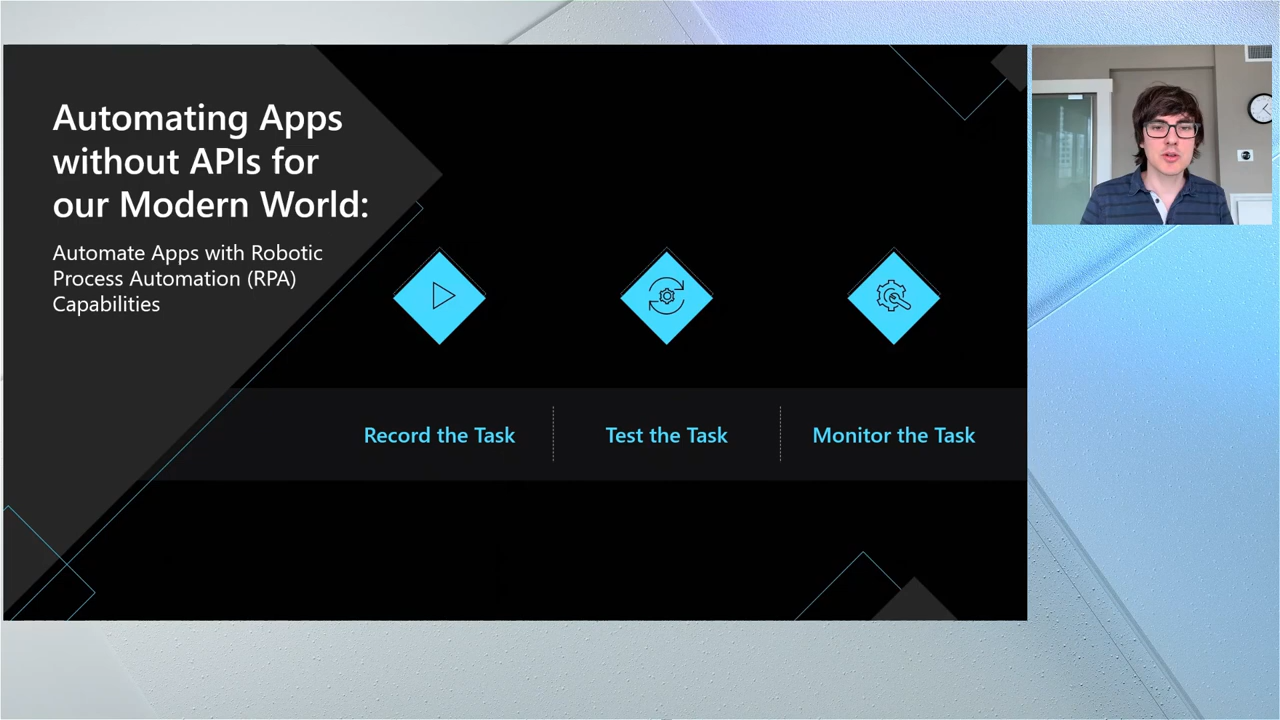 Automating Apps
without APIs for
our Modern World:
Automate Apps with Robotic
Process Automation (RPA)
Capabilities
Record the Task
Test the Task
Monitor the Task